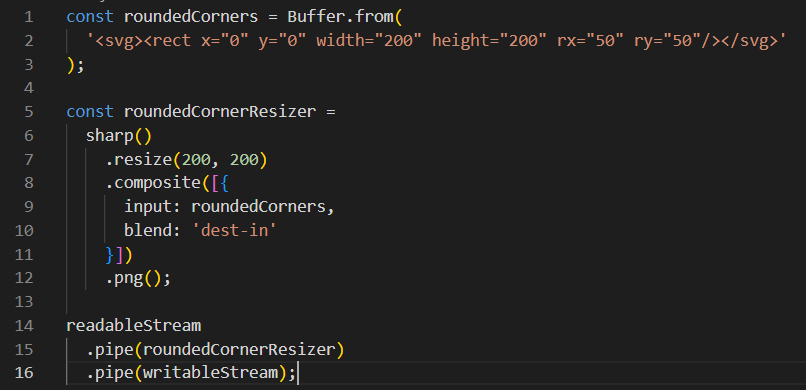 1 const roundedCorners = Buffer.from(
2 '<svg><rect x="0" y="0" width="200" height="200" rx="50" ry="50"/></svg>'
3 );
4
5 const roundedCornerResizer =
6 sharp()
7 .resize(200, 200)
8 .composite([{
9 input: roundedCorners,
10 blend: 'dest-in'
11 }])
12 .png();
13
14 readableStream
15 .pipe(roundedCornerResizer)
16 .pipe(writableStream);